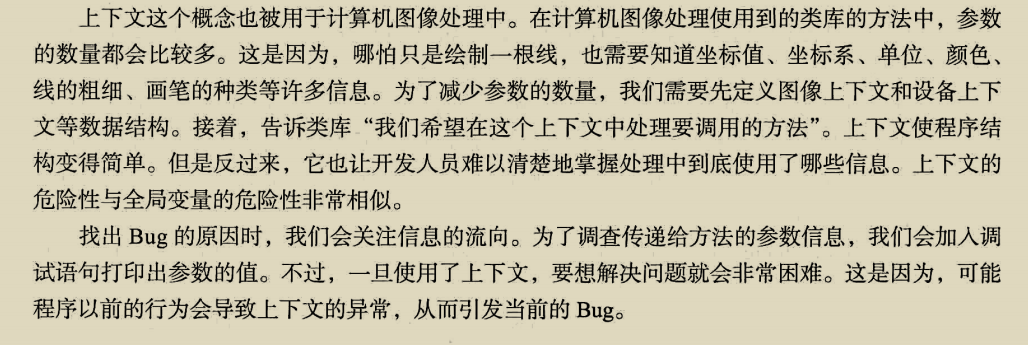 上下文这个概念也被用于计算机图像处理中。在计算机图像处理使用到的类库的方法中，参数
的数量都会比较多。这是因为，哪怕只是绘制一根线，也需要知道坐标值、坐标系、单位、颜色、
线的粗细、画笔的种类等许多信息。为了减少参数的数量，我们需要先定义图像上下文和设备上下
文等数据结构。接着，告诉类库“我们希望在这个上下文中处理要调用的方法”。上下文使程序结
构变得简单。但是反过来，它也让开发人员难以清楚地掌握处理中到底使用了哪些信息。上下文的
危险性与全局变量的危险性非常相似。
找出 Bug 的原因时，我们会关注信息的流向。为了调查传递给方法的参数信息，我们会加入调
试语句打印出参数的值。不过，一旦使用了上下文，要想解决问题就会非常困难。这是因为，可能
程序以前的行为会导致上下文的异常，从而引发当前的 Bug。